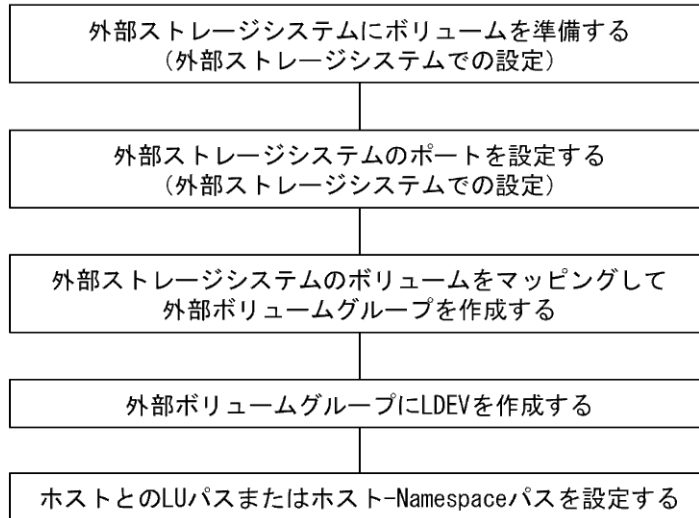 外部ストレージシステムにボリュームを準備する
(外部ストレージシステムでの設定)
外部ストレージシステムのポートを設定する
(外部ストレージシステムでの設定)
外部ストレージシステムのボリュームをマッピングして
外部ボリュームグループを作成する
外部ボリュームグループにLDEVを作成する
ホストとのLUパスまたはホスト-Namespaceパスを設定する